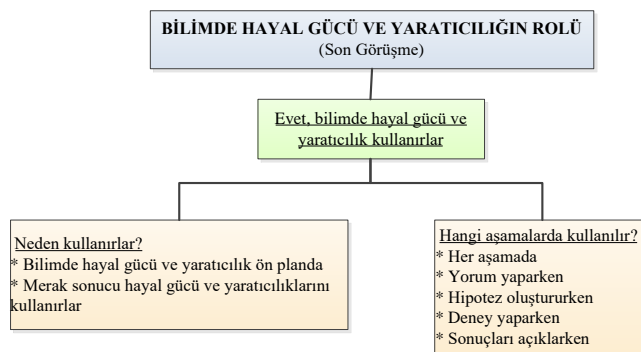 BİLİMDE HAYAL GÜCÜ VE YARATICILIĞIN ROLÜ
(Son Görüşme)
Evet, bilimde hayal gücü ve
yaratıcılık kullanırlar
Neden kullanırlar?
* Bilimde hayal gücü ve yaratıcılık ön planda
* Merak sonucu hayal gücü ve yaratıcılıklarını
kullanırlar
Hangi aşamalarda kullanılır?
* Her aşamada
* Yorum yaparken
* Hipotez oluştururken
* Deney yaparken
* Sonuçları açıklarken